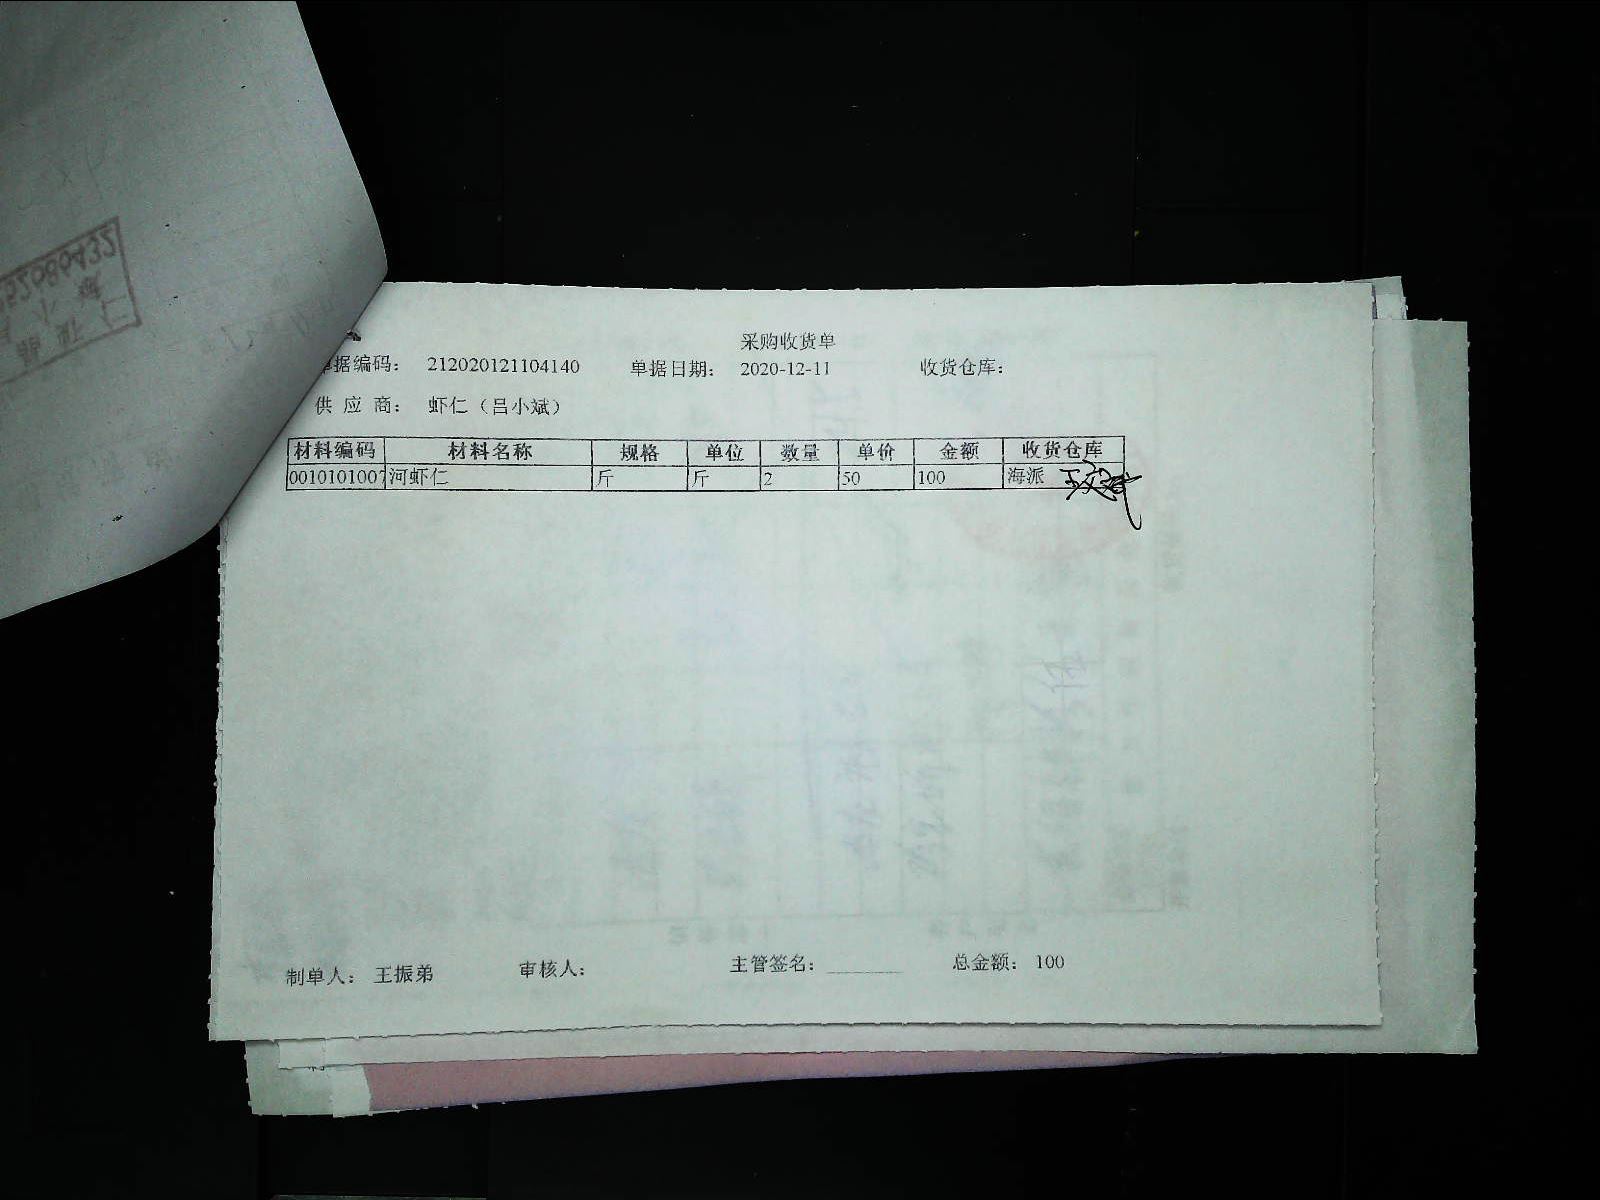 采购收货单
单据编码： 212020121104140 单据日期： 2020-12-11 收货仓库：
供 应 商： 虾仁（吕小斌）
材料编码 材料名称 规格 单位 数量 单价 金额 收货仓库
0010101007 河虾仁 斤 斤 2 50 100 海派
制单人： 王振弟 审核人： 主管签名： 总金额： 100